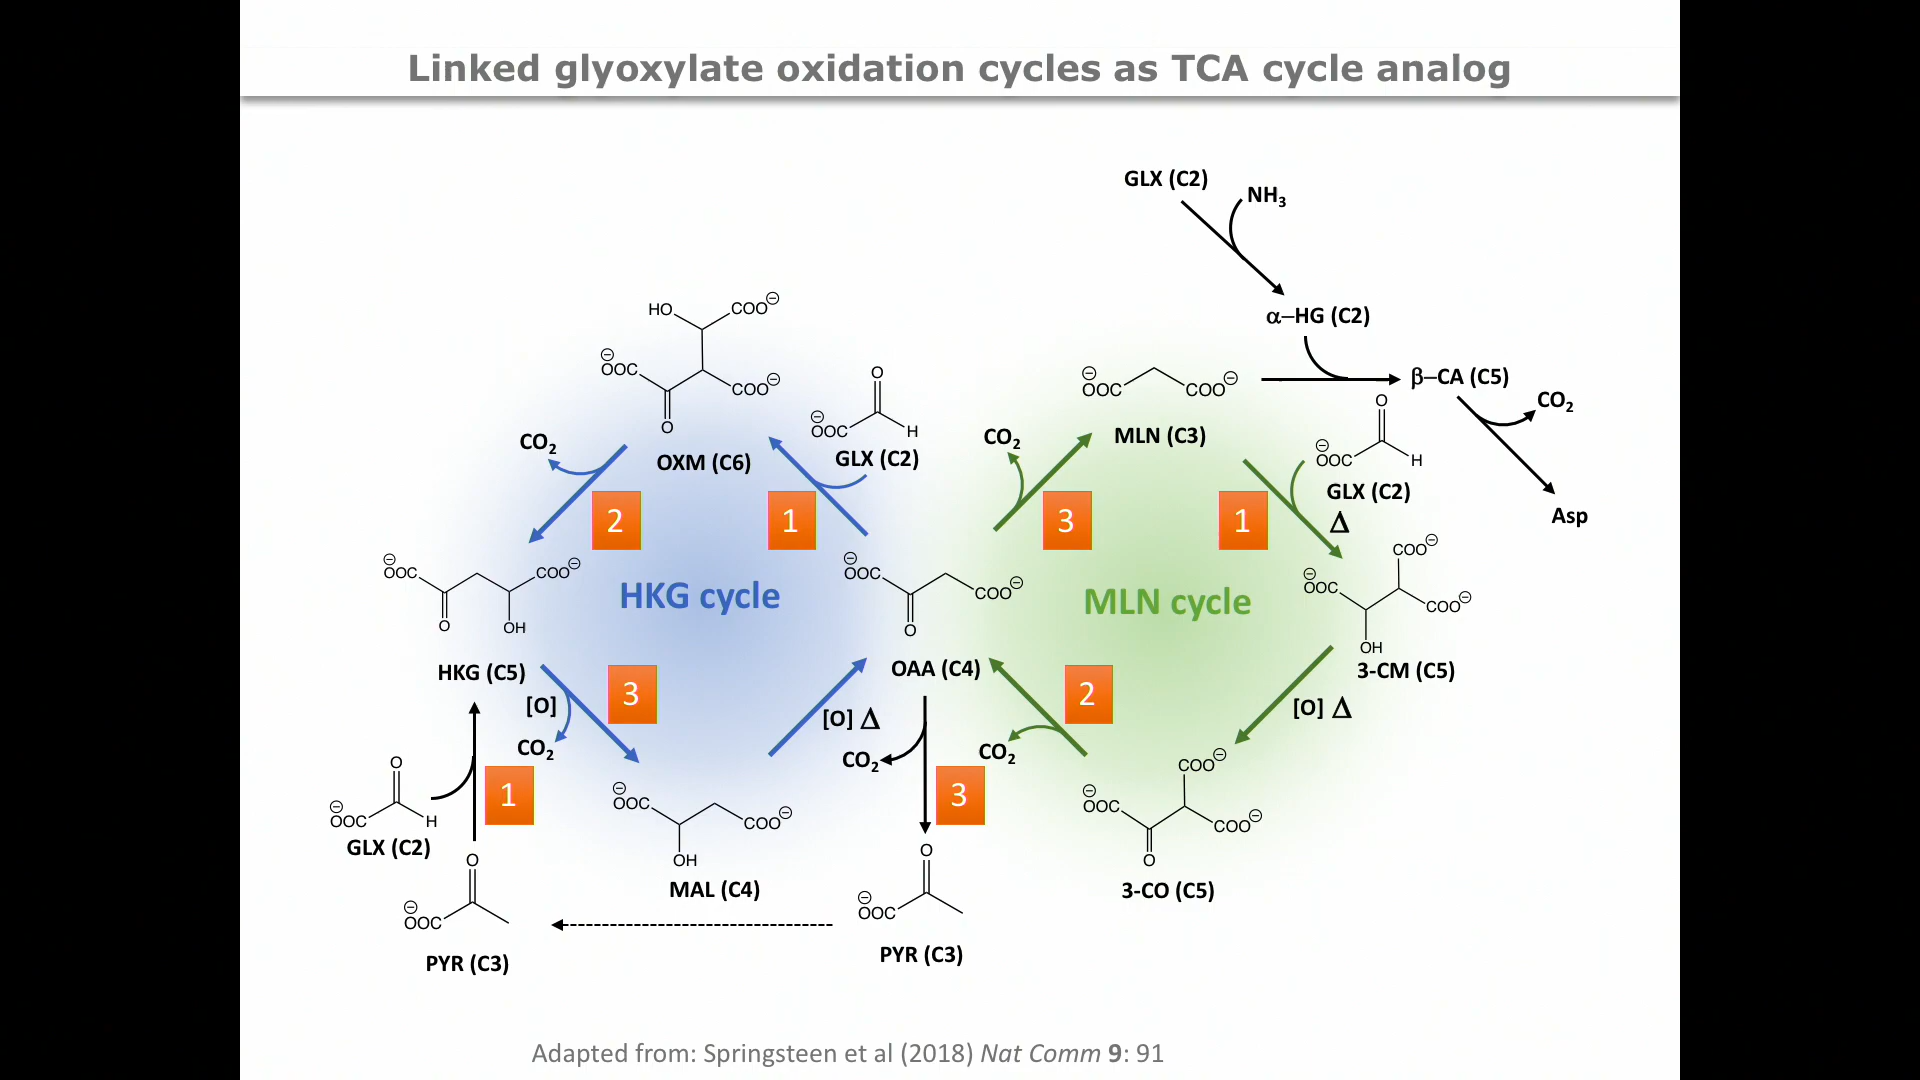 Linked glyoxylate oxidation cycles as TCA cycle analog
GLX (C2)
NH3
α–HG (C2)
β–CA (C5)
CO2
Asp
HO
COO⊖
⊖OOC
COO⊖
O
OXM (C6)
CO2
2
O
⊖OOC
H
GLX (C2)
1
⊖OOC
COO⊖
MLN (C3)
CO2
3
1
O
⊖OOC
H
GLX (C2)
Δ
⊖OOC
COO⊖
O
OH
HKG (C5)
HKG cycle
⊖OOC
COO⊖
O
OAA (C4)
MLN cycle
COO⊖
⊖OOC
COO⊖
OH
3-CM (C5)
[O]
CO2
3
[O] Δ
CO2
3
CO2
2
[O] Δ
O
⊖OOC
H
GLX (C2)
1
⊖OOC
COO⊖
OH
MAL (C4)
COO⊖
⊖OOC
COO⊖
O
3-CO (C5)
O
⊖OOC
PYR (C3)
O
⊖OOC
PYR (C3)
Adapted from: Springsteen et al (2018) Nat Comm 9: 91